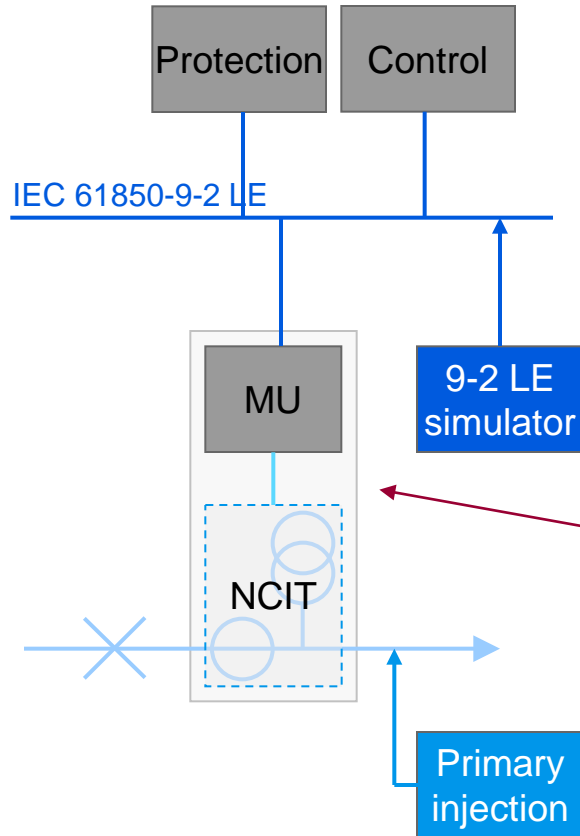 Protection
Control
IEC 61850-9-2 LE
MU
9-2 LE
simulator
NCIT
Primary
injection